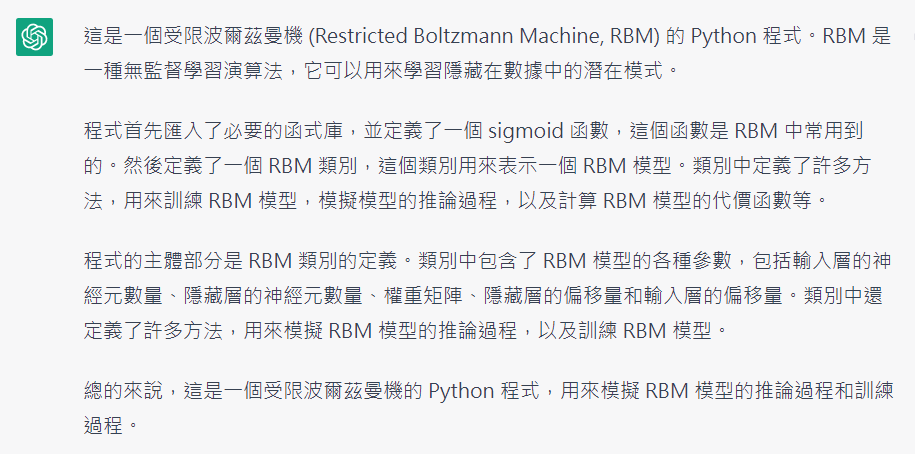 這是一個受限波爾茲曼機 (Restricted Boltzmann Machine, RBM) 的 Python 程式。RBM 是
一種無監督學習演算法，它可以用來學習隱藏在數據中的潛在模式。
程式首先匯入了必要的函式庫，並定義了一個 sigmoid 函數，這個函數是 RBM 中常用到
的。然後定義了一個 RBM 類別，這個類別用來表示一個 RBM 模型。類別中定義了許多方
法，用來訓練 RBM 模型，模擬模型的推論過程，以及計算 RBM 模型的代價函數等。
程式的主體部分是 RBM 類別的定義。類別中包含了 RBM 模型的各種參數，包括輸入層的神
經元數量、隱藏層的神經元數量、權重矩陣、隱藏層的偏移量和輸入層的偏移量。類別中還
定義了許多方法，用來模擬 RBM 模型的推論過程，以及訓練 RBM 模型。
總的來說，這是一個受限波爾茲曼機的 Python 程式，用來模擬 RBM 模型的推論過程和訓練
過程。